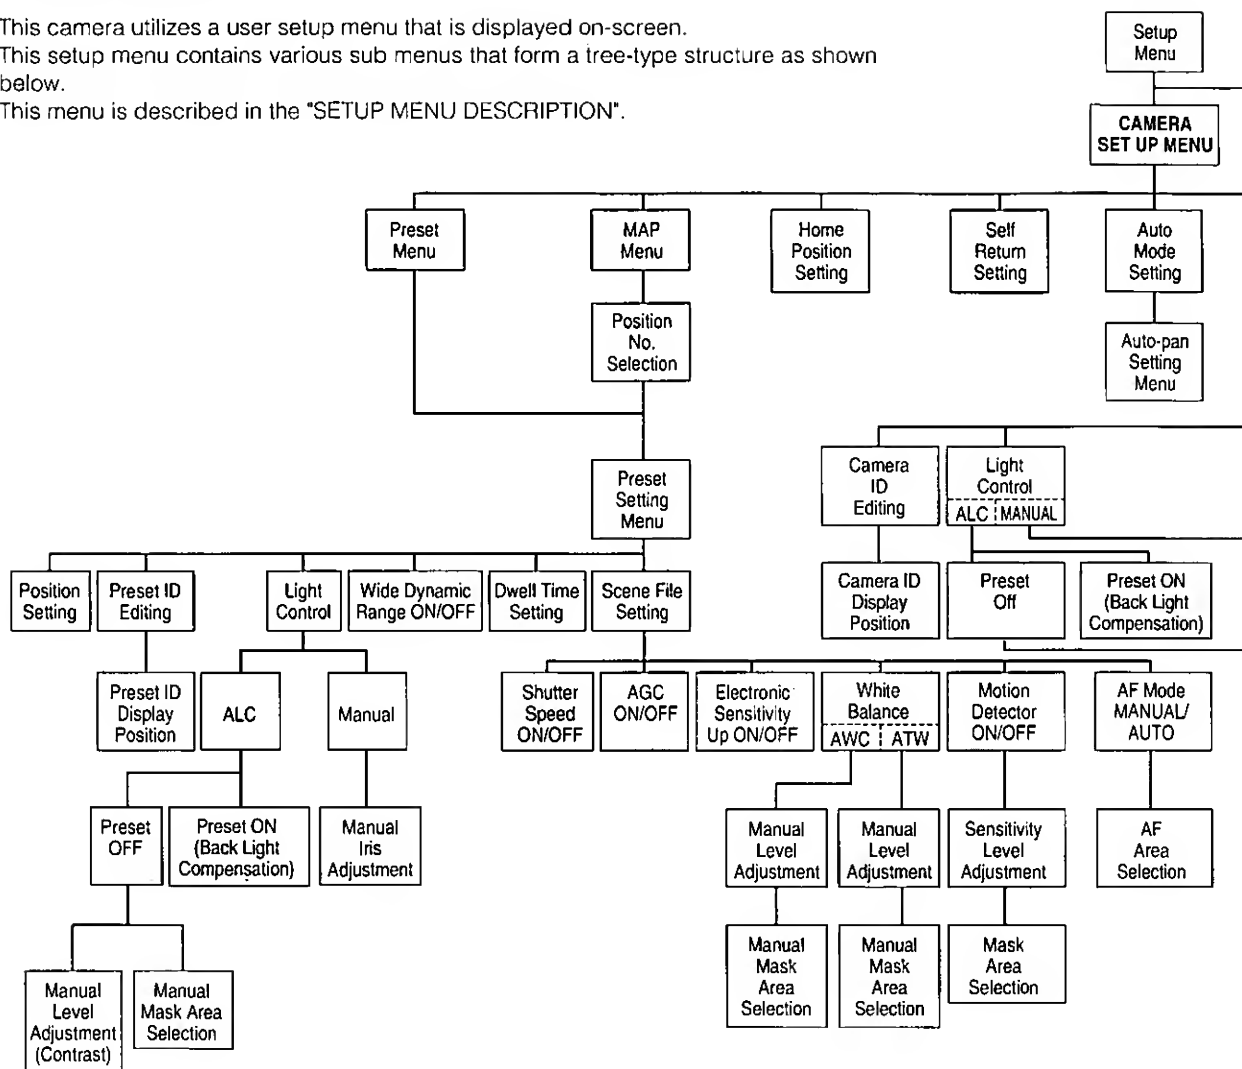 This camera utilizes a user setup menu that is displayed on-screen.
This setup menu contains various sub menus that form a tree-type structure as shown
below.
This menu is described in the "SETUP MENU DESCRIPTION".
Setup
Menu
CAMERA
SET UP MENU
Preset
Menu
MAP
Menu
Home
Position
Setting
Self
Return
Setting
Auto
Mode
Setting
Position
No.
Selection
Auto-pan
Setting
Menu
Preset
Setting
Menu
Camera
ID
Editing
Light
Control
ALC MANUAL
Position
Setting
Preset ID
Editing
Light
Control
Wide Dynamic
Range ON/OFF
Dwell Time
Setting
Scene File
Setting
Camera ID
Display
Position
Preset
Off
Preset ON
(Back Light
Compensation)
Preset ID
Display
Position
ALC
Manual
Shutter
Speed
ON/OFF
AGC
ON/OFF
Electronic
Sensitivity
Up ON/OFF
White
Balance
AWC ATW
Motion
Detector
ON/OFF
AF Mode
MANUAL/
AUTO
Preset
OFF
Preset ON
(Back Light
Compensation)
Manual
Iris
Adjustment
Manual
Level
Adjustment
Manual
Level
Adjustment
Sensitivity
Level
Adjustment
AF
Area
Selection
Manual
Level
Adjustment
(Contrast)
Manual
Mask Area
Selection
Manual
Mask
Area
Selection
Manual
Mask
Area
Selection
Mask
Area
Selection